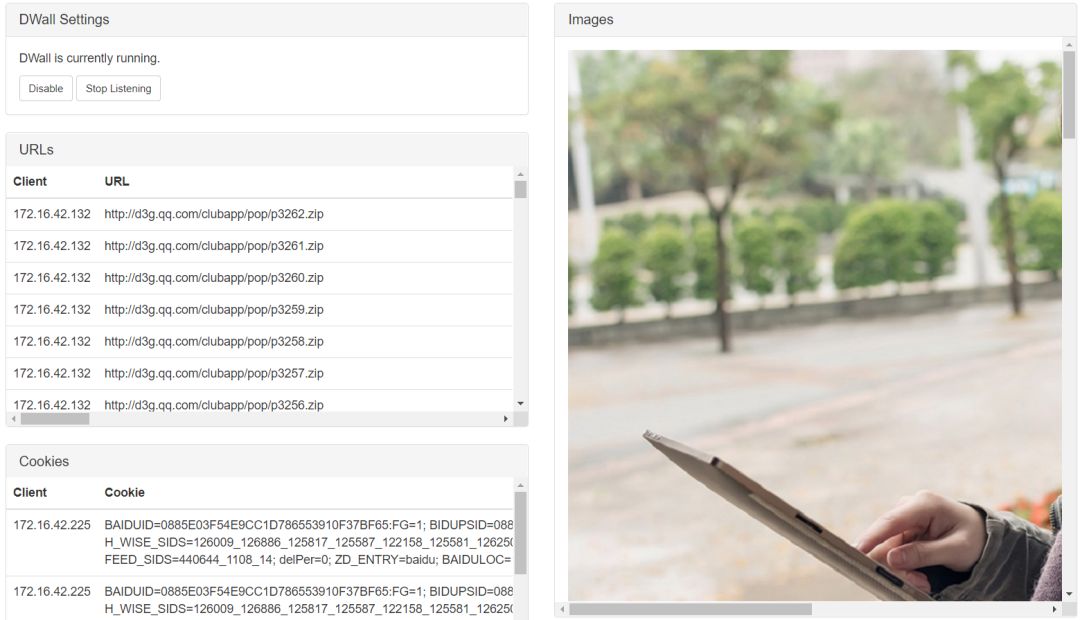 DWall Settings
DWall is currently running.
Disable
Stop Listening
URLs
Client URL
172.16.42.132 http://d3g.qq.com/clubapp/pop/p3262.zip
172.16.42.132 http://d3g.qq.com/clubapp/pop/p3261.zip
172.16.42.132 http://d3g.qq.com/clubapp/pop/p3260.zip
172.16.42.132 http://d3g.qq.com/clubapp/pop/p3259.zip
172.16.42.132 http://d3g.qq.com/clubapp/pop/p3258.zip
172.16.42.132 http://d3g.qq.com/clubapp/pop/p3257.zip
172.16.42.132 http://d3g.qq.com/clubapp/pop/p3256.zip
Cookies
Client Cookie
172.16.42.225 BAIDUID=0885E03F54E9CC1D786553910F37BF65:FG=1; BIDUPSID=088
H_WISE_SIDS=126009_126886_125817_125587_122158_125581_126250
FEED_SIDS=440644_1108_14; delPer=0; ZD_ENTRY=baidu; BAIDULOC=
172.16.42.225 BAIDUID=0885E03F54E9CC1D786553910F37BF65:FG=1; BIDUPSID=088
H_WISE_SIDS=126009_126886_125817_125587_122158_125581_126250
Images